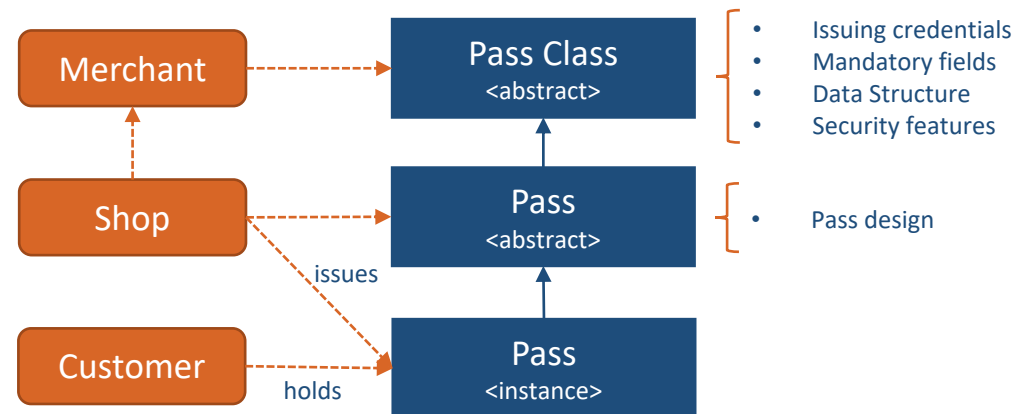 Merchant
Pass Class
<abstract>
• Issuing credentials
• Mandatory fields
• Data Structure
• Security features
Shop
Pass
<abstract>
• Pass design
issues
Customer
holds
Pass
<instance>